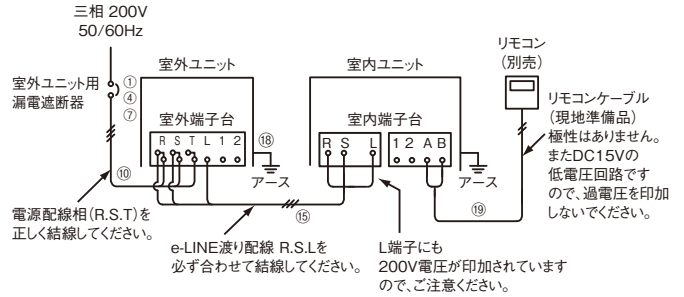 三相 200V
50/60Hz
室外ユニット用
漏電遮断器
①
④
⑦
⑩
電源配線相(R.S.T)を
正しく結線してください。
室外ユニット
室外端子台
R S T L 1 2
⑱
アース
⑮
e-LINE渡り配線 R.S.Lを
必ず合わせて結線してください。
室内ユニット
室内端子台
R S L
1 2 A B
アース
L端子にも
200V電圧が印加されています
ので、ご注意ください。
⑲
リモコン
(別売)
リモコンケーブル
(現地準備品)
極性はありません。
またDC15Vの
低電圧回路です
ので、過電圧を印加
しないでください。